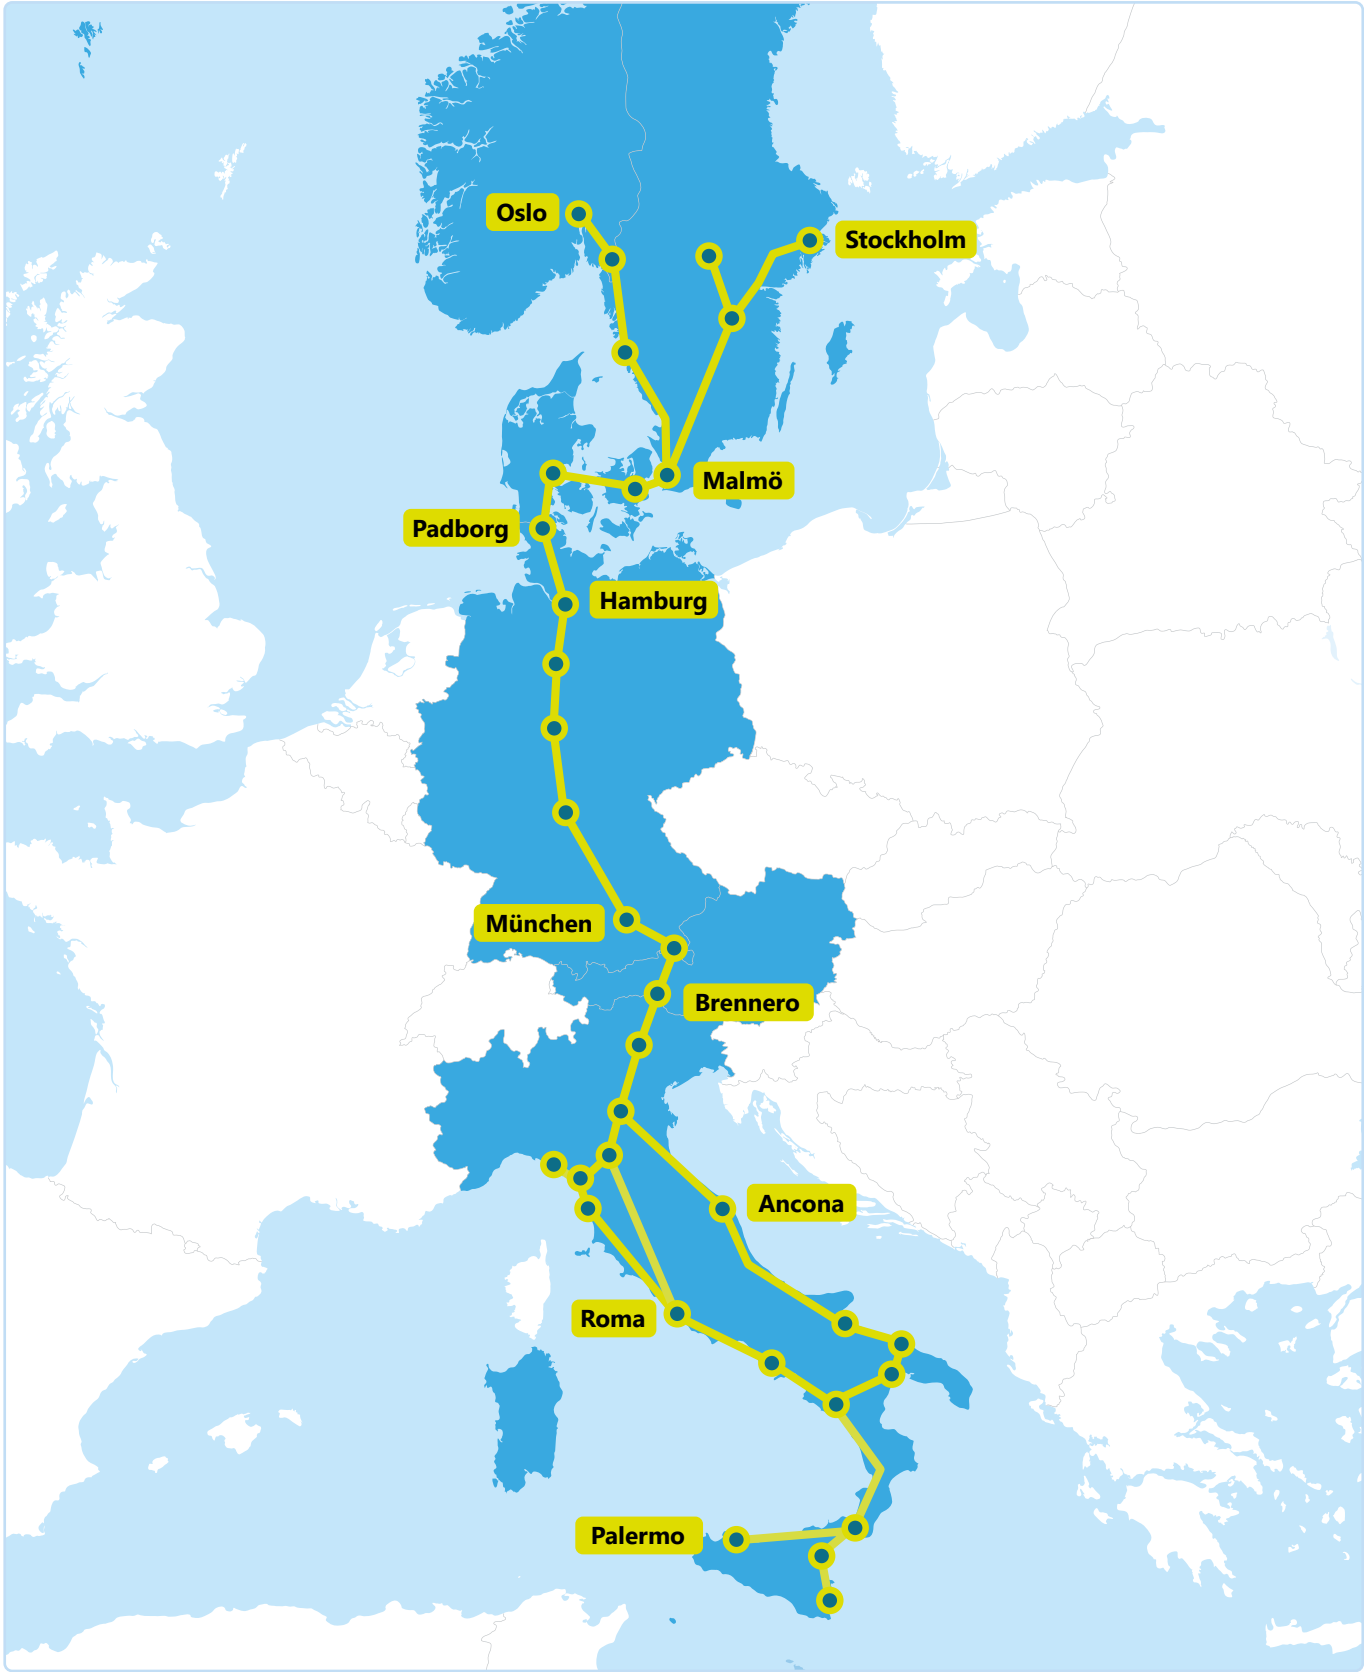 Oslo
Stockholm
Malmö
Padborg
Hamburg
München
Brennero
Ancona
Roma
Palermo